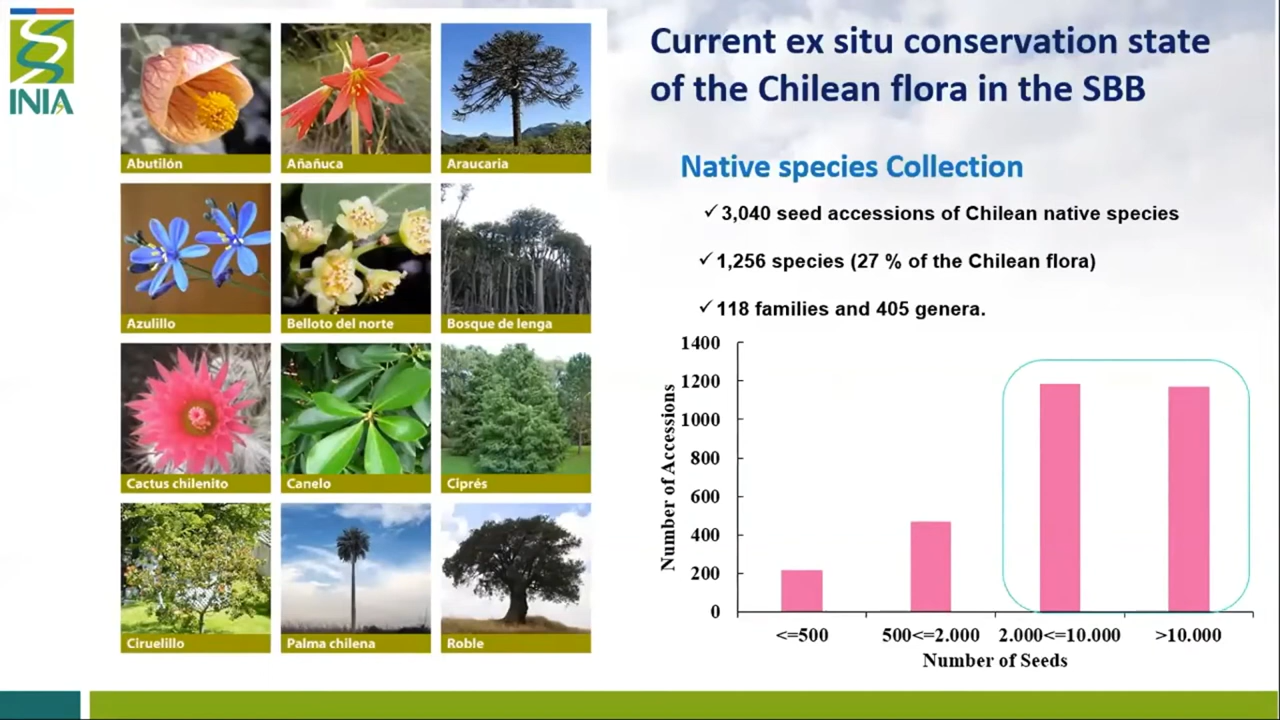 INIA
Abutilón
Añañuca
Araucaria
Azulillo
Belloto del norte
Bosque de lenga
Cactus chilenito
Canelo
Ciprés
Ciruelillo
Palma chilena
Roble
Current ex situ conservation state
of the Chilean flora in the SBB
Native species Collection
✓3,040 seed accessions of Chilean native species
✓1,256 species (27 % of the Chilean flora)
✓118 families and 405 genera.
Number of Accessions
1400
1200
1000
800
600
400
200
0
<=500
500<=2.000
2.000<=10.000
>10.000
Number of Seeds